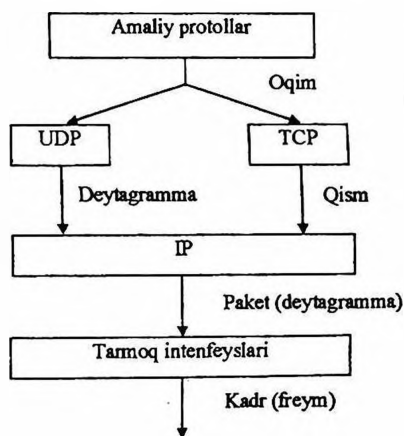 Amaliy protollar
Oqim
UDP
TCP
Deytagramma
Qism
IP
Paket (deytagramma)
Tarmoq intenfeyslari
Kadr (freym)